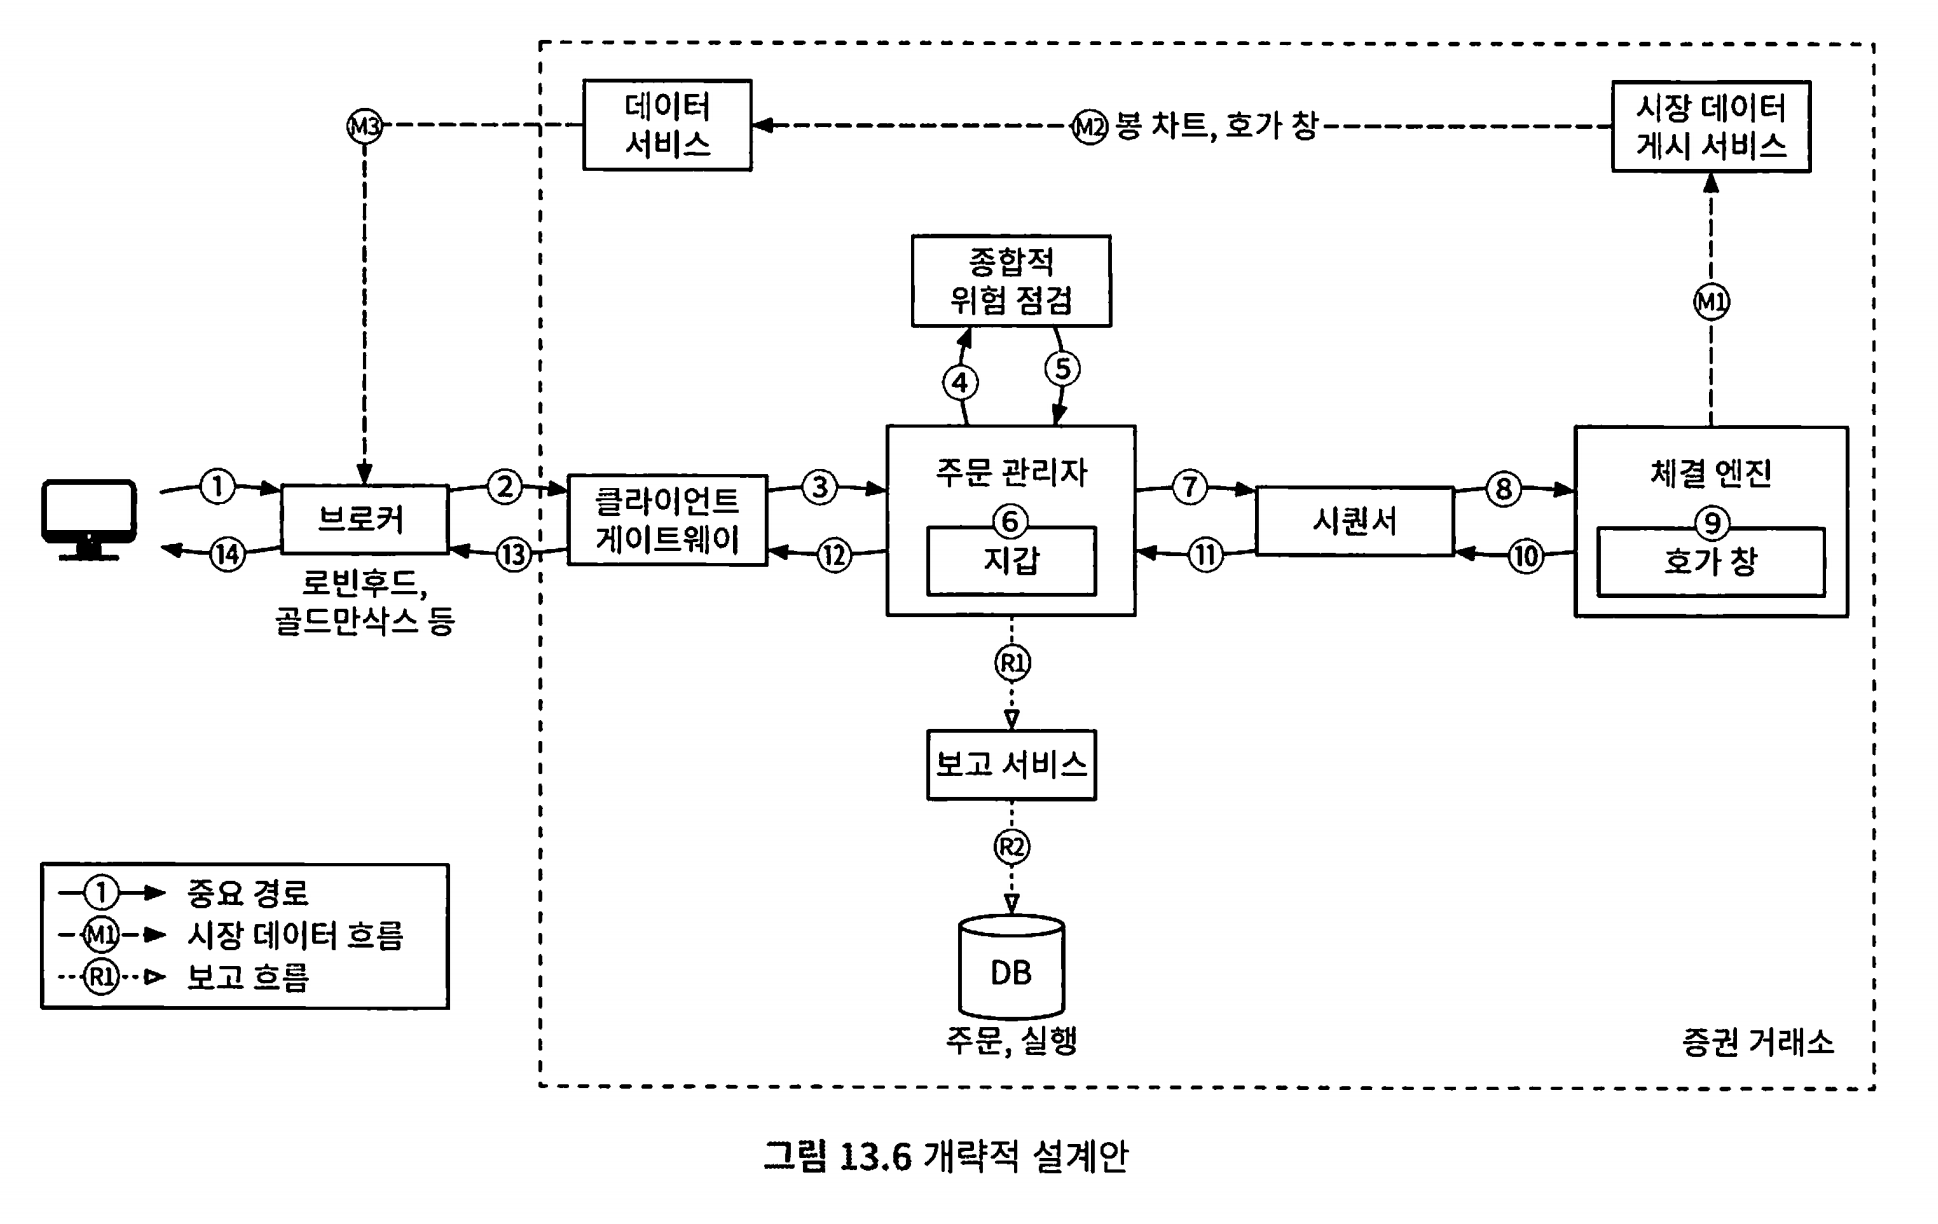 데이터
서비스
M3
M2 봉 차트, 호가 창
시장 데이터
게시 서비스
종합적
위험 점검
M1
4
5
1
브로커
2
클라이언트
게이트웨이
3
주문 관리자
6
지갑
7
시퀀서
8
체결 엔진
9
호가 창
14
13
12
11
10
로빈후드,
골드만삭스 등
R1
보고 서비스
R2
DB
주문, 실행
1 중요 경로
M1 시장 데이터 흐름
R1 보고 흐름
증권 거래소
그림 13.6 개략적 설계안